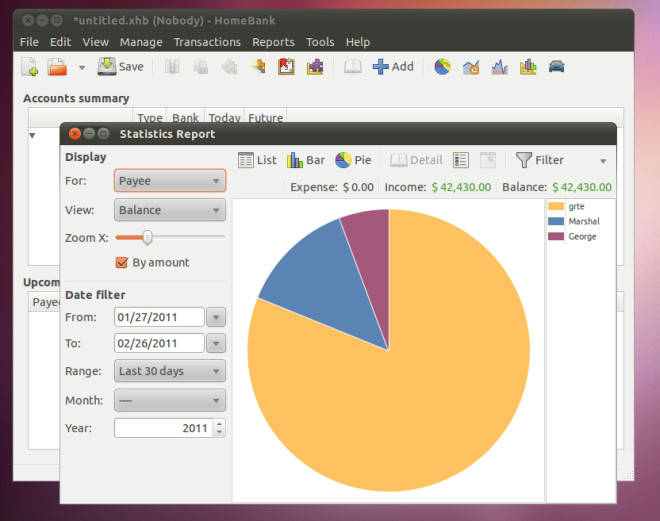 *untitled.xhb (Nobody) - HomeBank
File Edit View Manage Transactions Reports Tools Help
Save Add
Accounts summary
Type Bank Today Future
Statistics Report
Display
For: Payee
View: Balance
Zoom X:
By amount
Date filter
From: 01/27/2011
To: 02/26/2011
Range: Last 30 days
Month: —
Year: 2011
List Bar Pie Detail Filter
Expense: $ 0.00 Income: $ 42,430.00 Balance: $ 42,430.00
grte
Marshal
George
Upcom
Payee